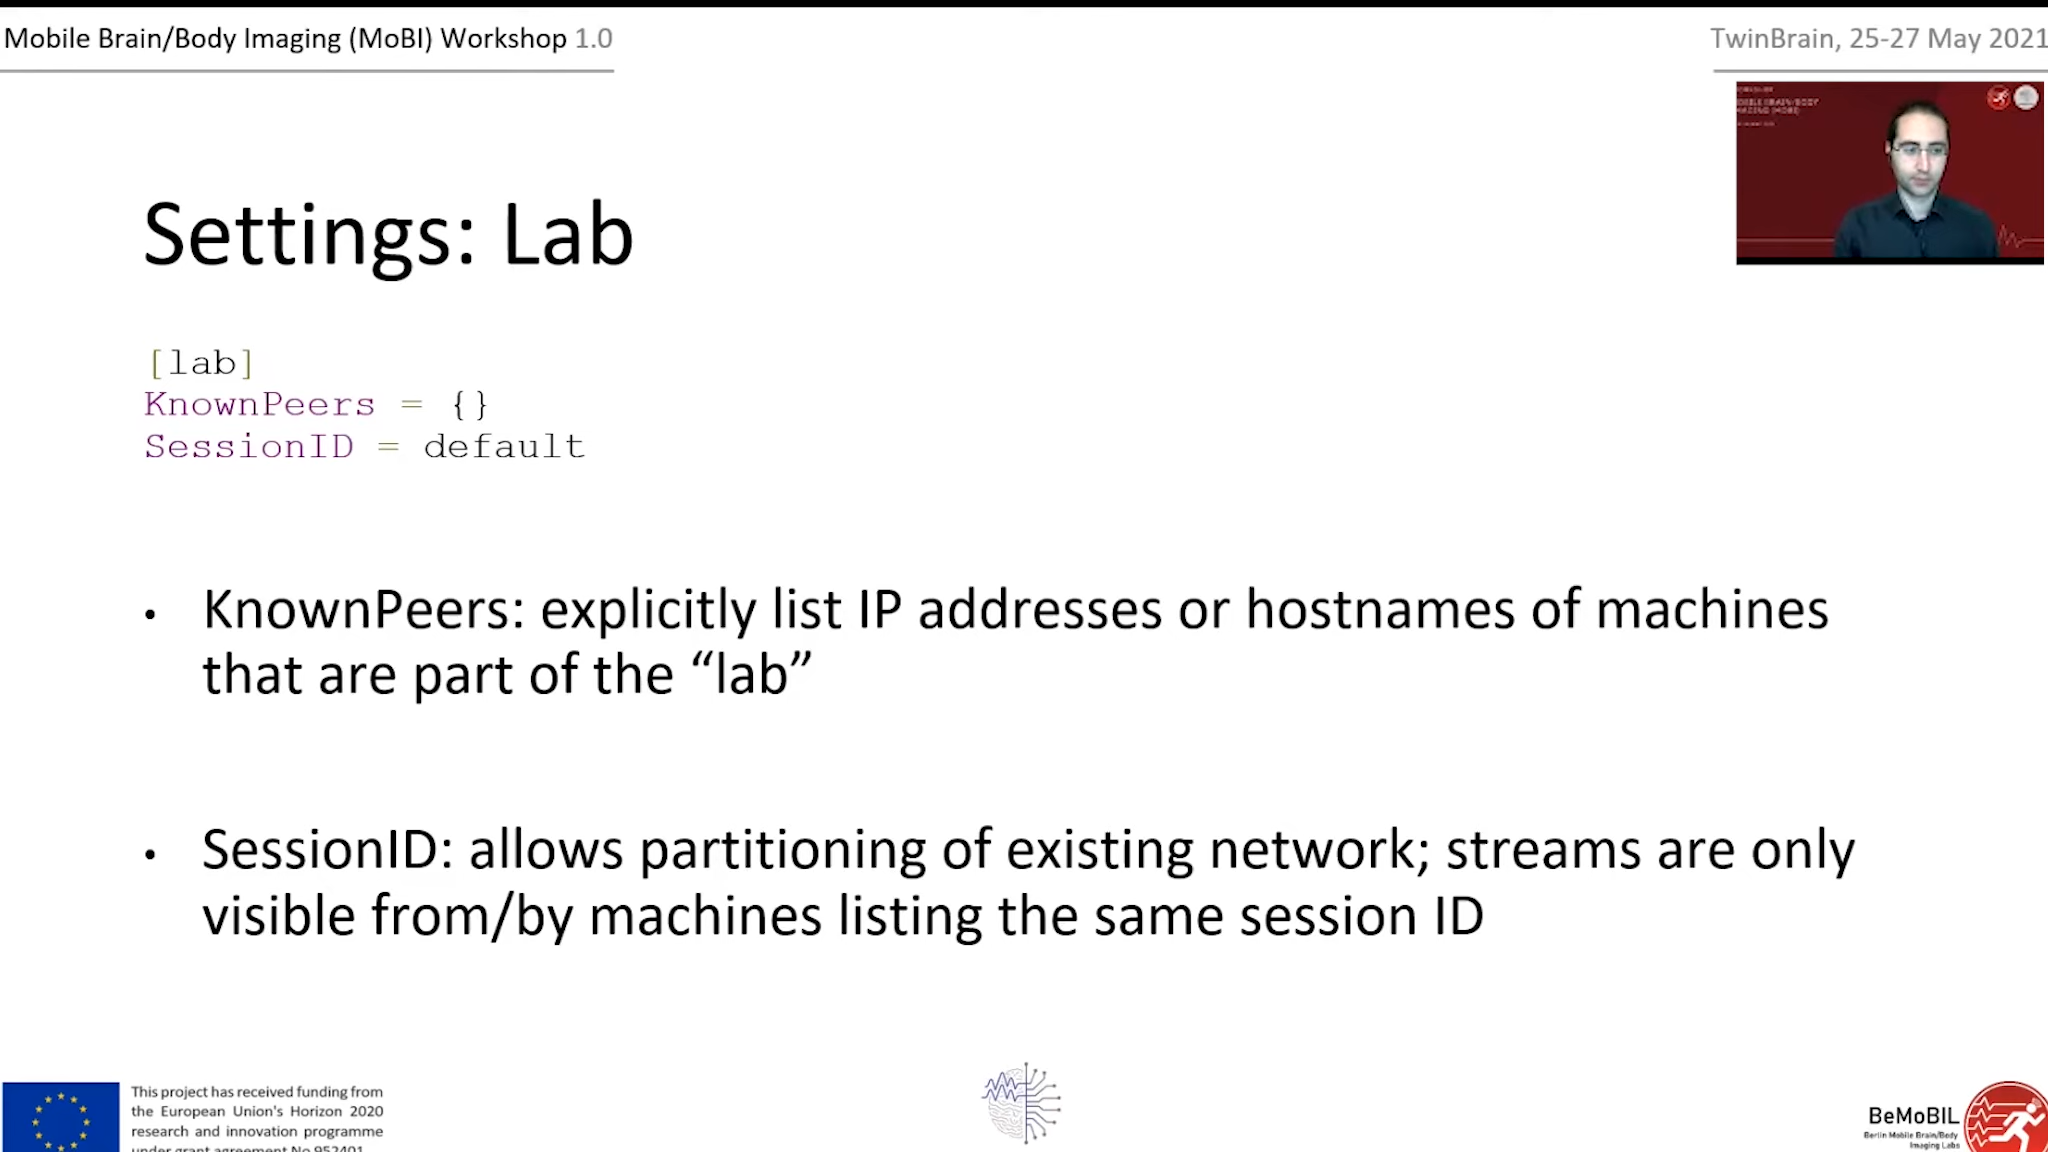 Mobile Brain/Body Imaging (MoBI) Workshop 1.0
TwinBrain, 25-27 May 2021
Settings: Lab
[lab]
KnownPeers = {}
SessionID = default
• KnownPeers: explicitly list IP addresses or hostnames of machines
that are part of the “lab”
• SessionID: allows partitioning of existing network; streams are only
visible from/by machines listing the same session ID
This project has received funding from
the European Union's Horizon 2020
research and innovation programme
under grant agreement No 952401
BeMoBIL
Berlin Mobile Brain/Body
Imaging Labs